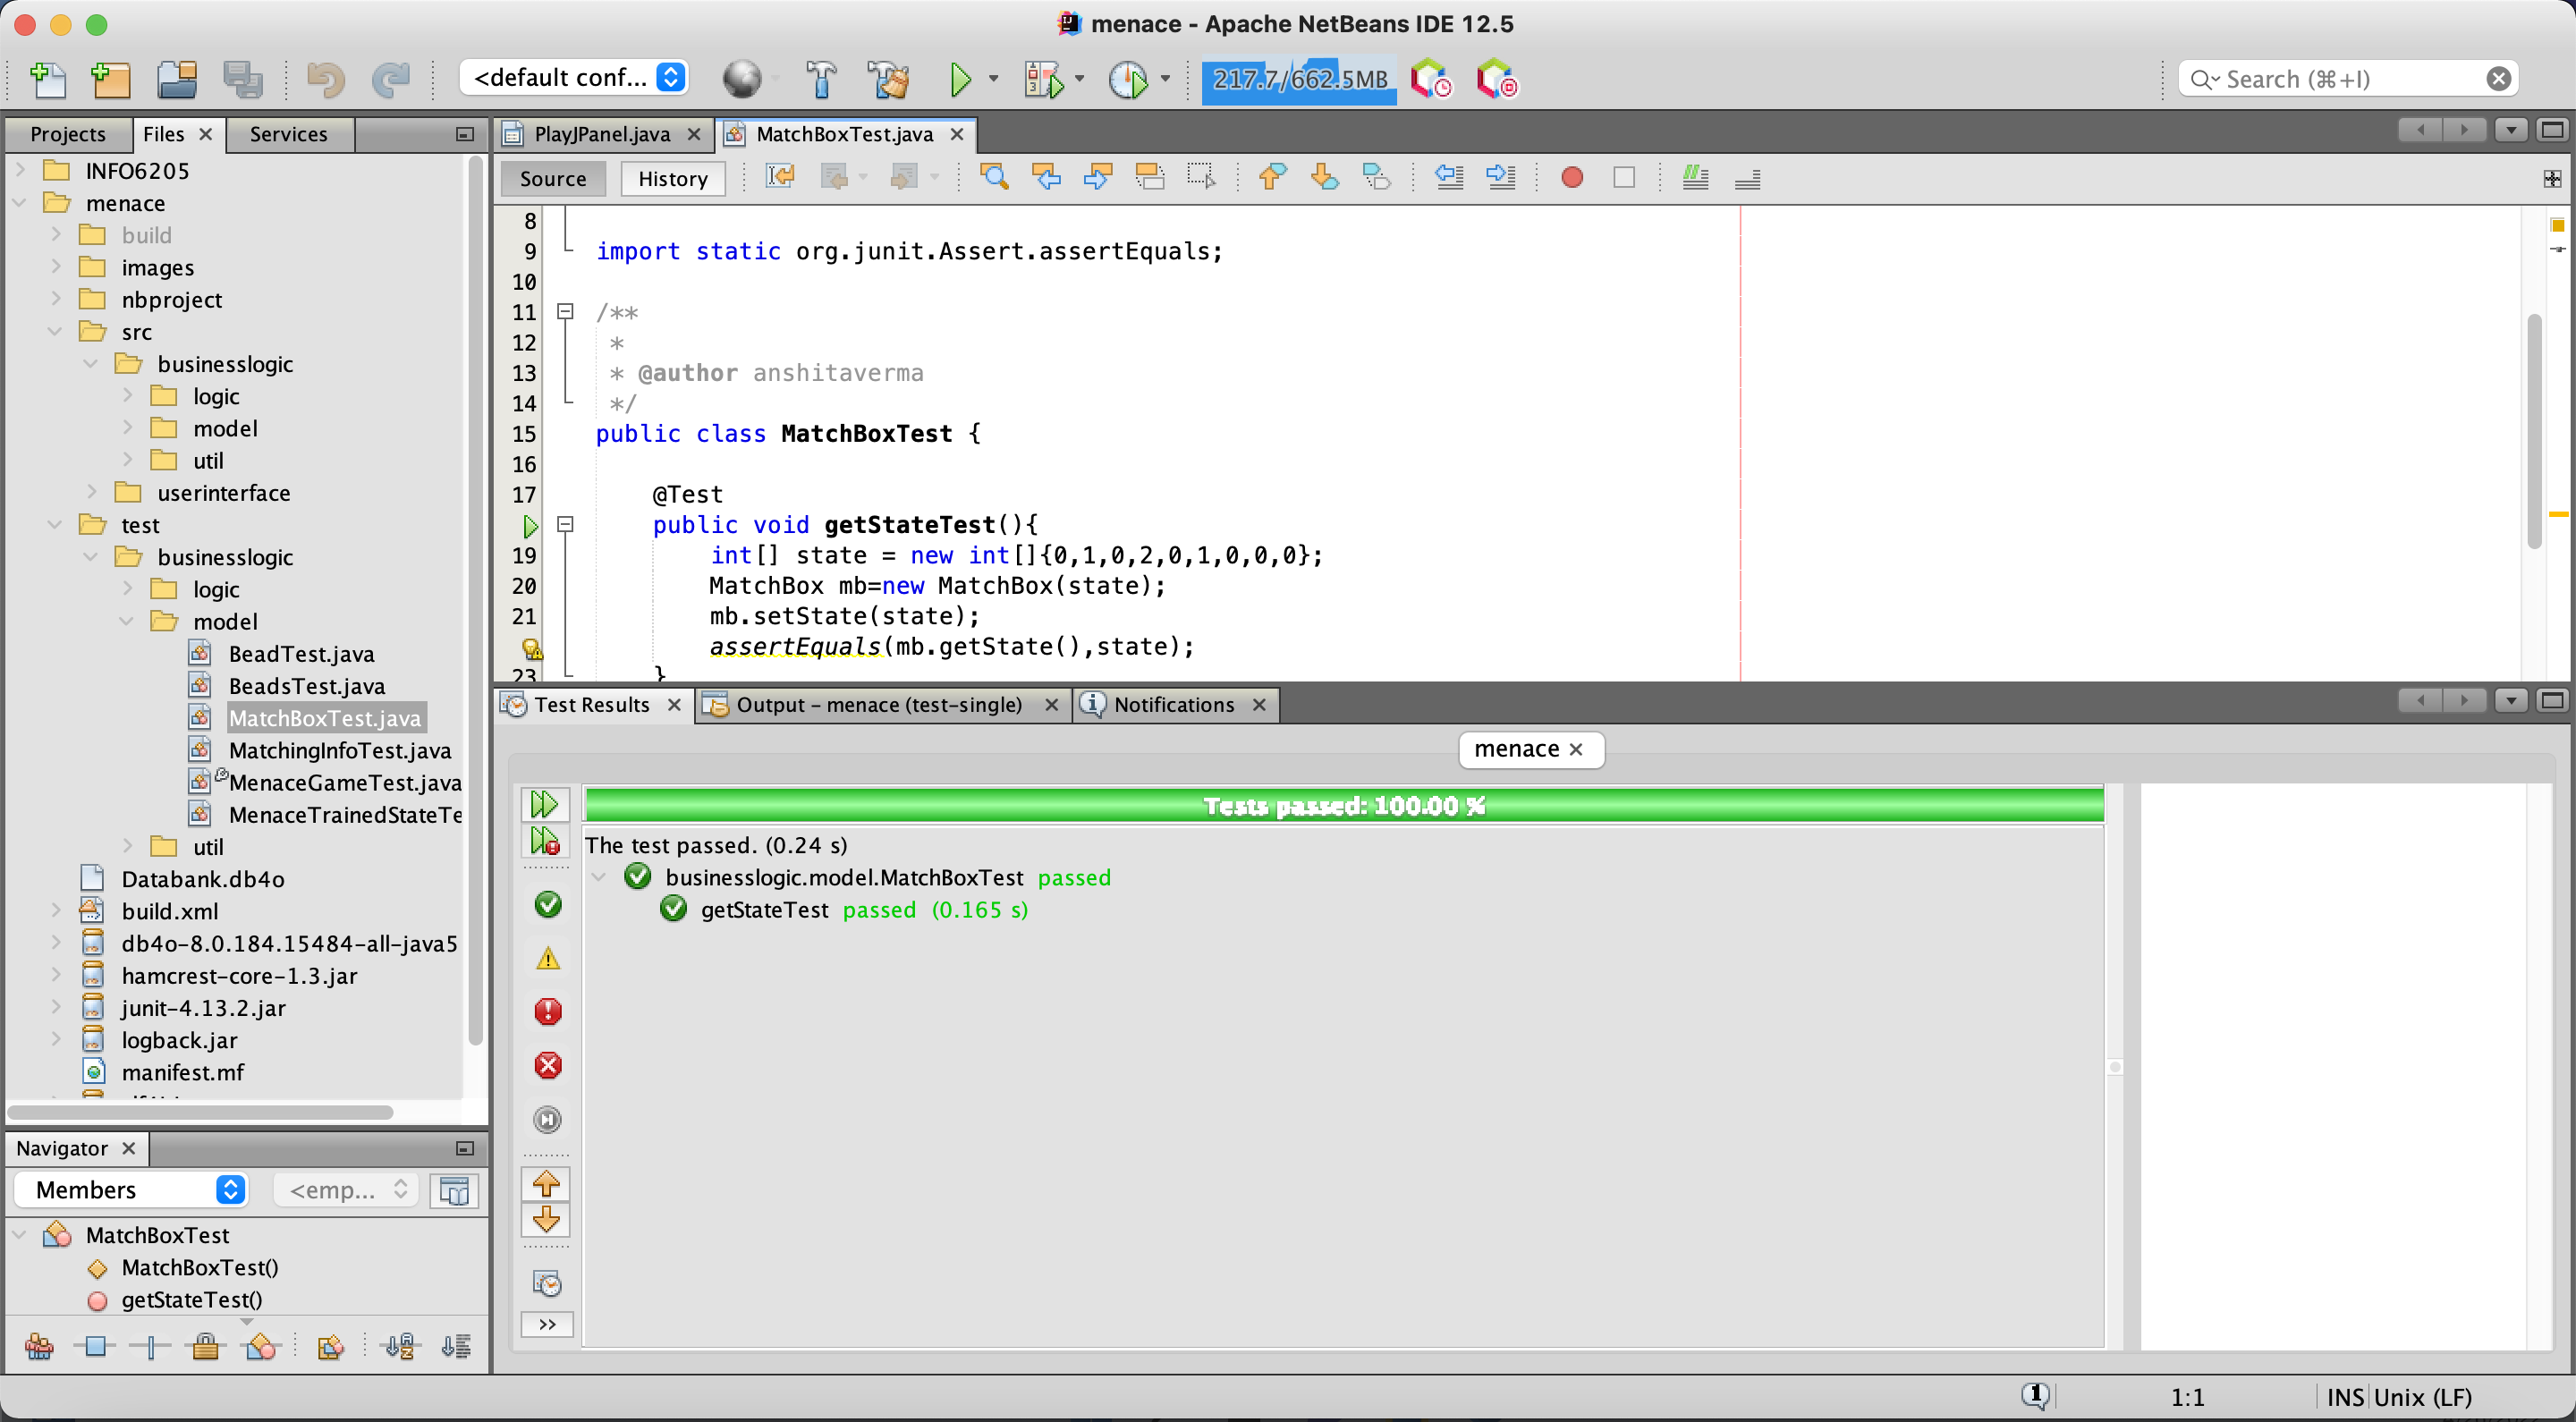 menace - Apache NetBeans IDE 12.5
<default conf...
217.7/662.5MB
Search (⌘+I)
Projects
Files
Services
INFO6205
menace
build
images
nbproject
src
businesslogic
logic
model
util
userinterface
test
businesslogic
logic
model
BeadTest.java
BeadsTest.java
MatchBoxTest.java
MatchingInfoTest.java
MenaceGameTest.java
MenaceTrainedStateTe
util
Databank.db4o
build.xml
db4o-8.0.184.15484-all-java5
hamcrest-core-1.3.jar
junit-4.13.2.jar
logback.jar
manifest.mf
Navigator
Members
<emp...
MatchBoxTest
MatchBoxTest()
getStateTest()
PlayJPanel.java
MatchBoxTest.java
Source
History
8
9 import static org.junit.Assert.assertEquals;
10
11 /**
12 *
13 * @author anshitaverma
14 */
15 public class MatchBoxTest {
16
17 @Test
public void getStateTest(){
19 int[] state = new int[]{0,1,0,2,0,1,0,0,0};
20 MatchBox mb=new MatchBox(state);
21 mb.setState(state);
assertEquals(mb.getState(),state);
23 }
Test Results
Output - menace (test-single)
Notifications
menace
Tests passed: 100.00 %
The test passed. (0.24 s)
businesslogic.model.MatchBoxTest passed
getStateTest passed (0.165 s)
>>
1
1:1
INS
Unix (LF)